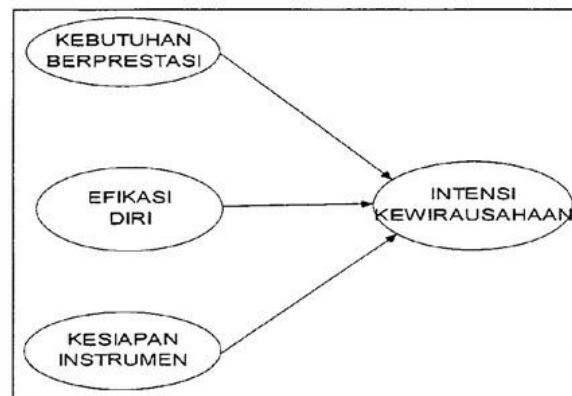 KEBUTUHAN
BERPRESTASI
EFIKASI
DIRI
INTENSI
KEWIRAUSAHAAN
KESIAPAN
INSTRUMEN